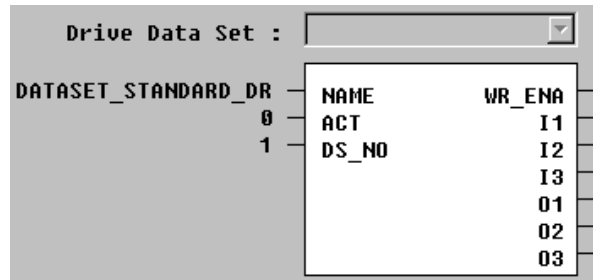 Drive Data Set :
DATASET_STANDARD_DR NAME WR_ENA
0 ACT I1
1 DS_NO I2
I3
O1
O2
O3